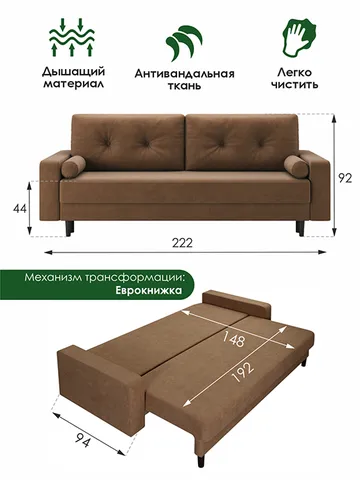 Дышащий
материал
Антивандальная
ткань
Легко
чистить
92
44
222
Механизм трансформации:
Еврокнижка
148
192
94